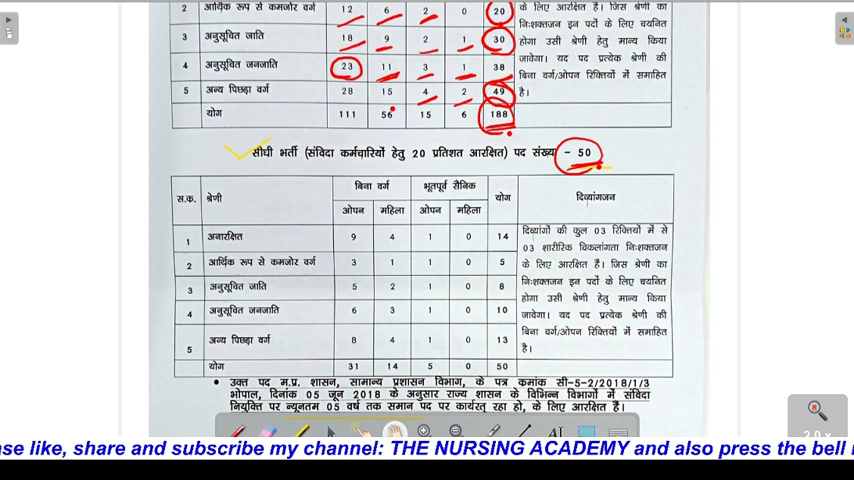 2 आर्थिक रूप से कमजोर वर्ग 12 6 2 0 20 के लिए आरक्षित है। जिस श्रेणी का
निःशक्तजन इन पदों के लिए चयनित
3 अनुसूचित जाति 18 9 2 1 30 होगा उसी श्रेणी हेतु मान्य किया
जावेगा। यह पद प्रत्येक श्रेणी की
4 अनुसूचित जनजाति 23 11 3 1 38 बिना वर्ग/ओपन रिक्तियों में समाहित
5 अन्य पिछड़ा वर्ग 28 15 4 2 49 है।
योग 111 56 15 6 188
सीधी भर्ती (संविदा कर्मचारियों हेतु 20 प्रतिशत आरक्षित) पद संख्या - 50
स.क. श्रेणी बिना वर्ग भूतपूर्व सैनिक योग दिव्यांगजन
ओपन महिला ओपन महिला
1 अनारक्षित 9 4 1 0 14 दिव्यांगों की कुल 03 रिक्तियों में से
03 शारीरिक विकलांगता निःशक्तजन
2 आर्थिक रूप से कमजोर वर्ग 3 1 1 0 5 के लिए आरक्षित हैं। जिस श्रेणी का
3 अनुसूचित जाति 5 2 1 0 8 निःशक्तजन इन पदों के लिए चयनित
होगा उसी श्रेणी हेतु मान्य किया
4 अनुसूचित जनजाति 6 3 1 0 10 जायेगा। यह पद प्रत्येक श्रेणी की
बिना वर्ग/ओपन रिक्तियों में समाहित
5 अन्य पिछड़ा वर्ग 8 4 1 0 13 है।
योग 31 14 5 0 50
• उक्त पद म.प्र. शासन, सामान्य प्रशासन विभाग, के पत्र कमांक सी-5-2/2018/1/3
भोपाल, दिनांक 05 जून 2018 के अनुसार राज्य शासन के विभिन्न विभागों में संविदा
नियुक्ति पर न्यूनतम 05 वर्ष तक समान पद पर कार्यरत् रहा हो, के लिए आरक्षित हैं।
2.0 x
ase like, share and subscribe my channel: THE NURSING ACADEMY and also press the bell